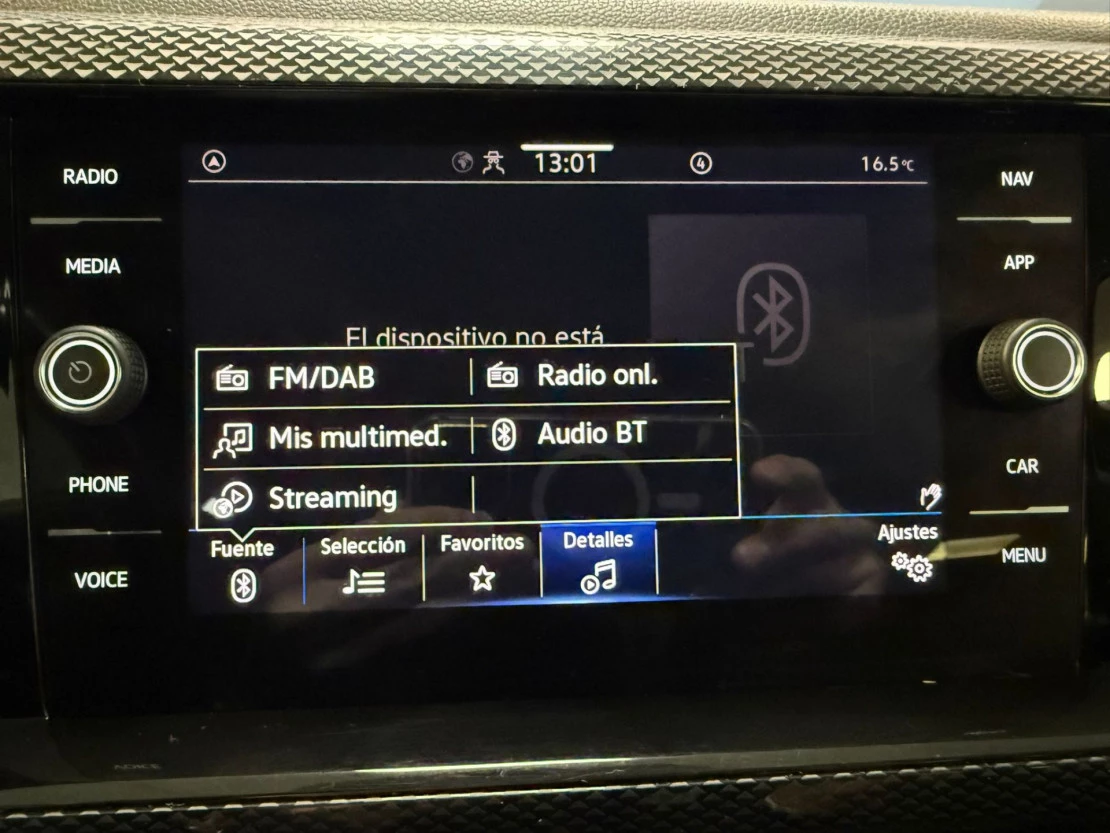 RADIO
MEDIA
PHONE
VOICE
13:01
4
16.5°C
El dispositivo no está
FM/DAB
Radio onl.
Mis multimed.
Audio BT
Streaming
Fuente
Selección
Favoritos
Detalles
Ajustes
NAV
APP
CAR
MENU